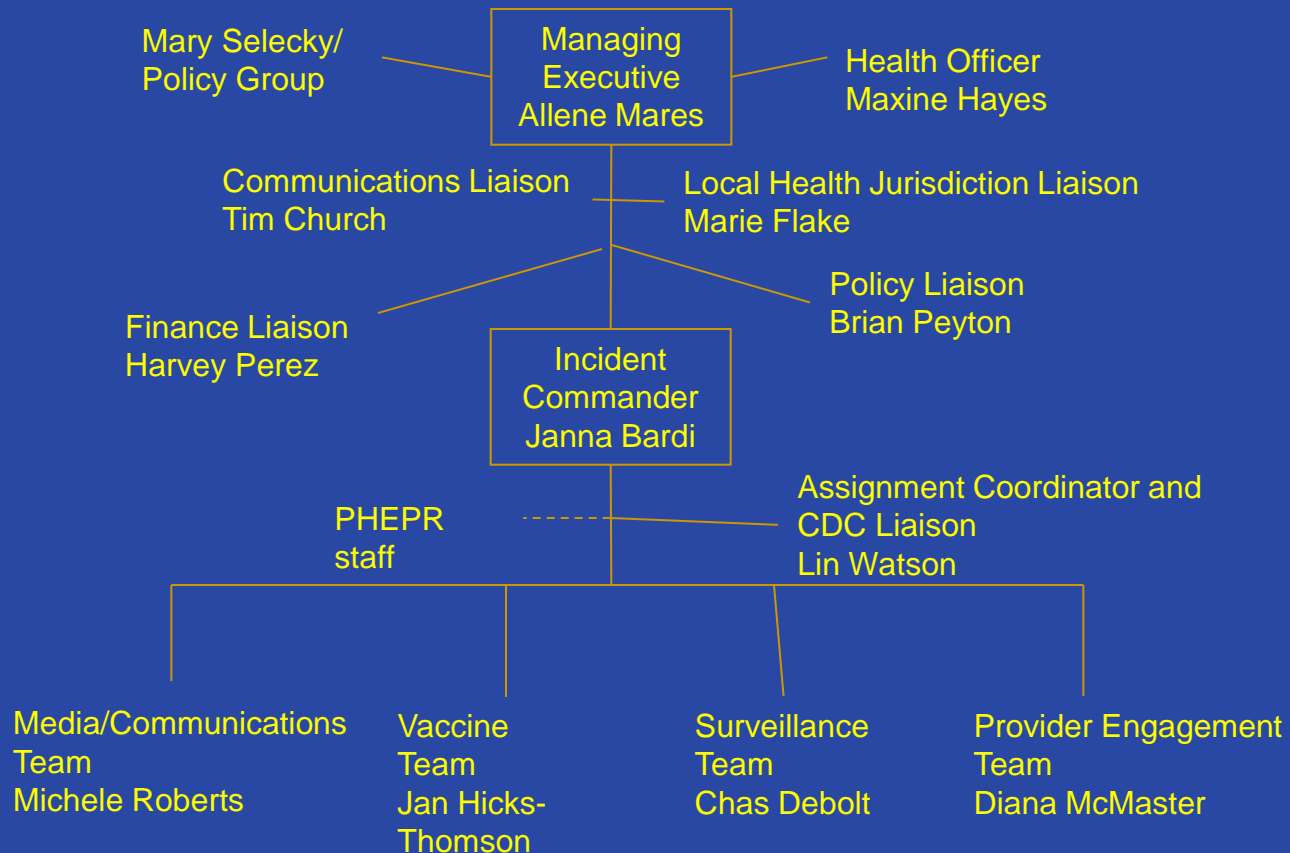 Mary Selecky/
Policy Group
Managing
Executive
Allene Mares
Health Officer
Maxine Hayes
Communications Liaison
Tim Church
Local Health Jurisdiction Liaison
Marie Flake
Finance Liaison
Harvey Perez
Policy Liaison
Brian Peyton
Incident
Commander
Janna Bardi
PHEPR
staff
Assignment Coordinator and
CDC Liaison
Lin Watson
Media/Communications
Team
Michele Roberts
Vaccine
Team
Jan Hicks-
Thomson
Surveillance
Team
Chas Debolt
Provider Engagement
Team
Diana McMaster